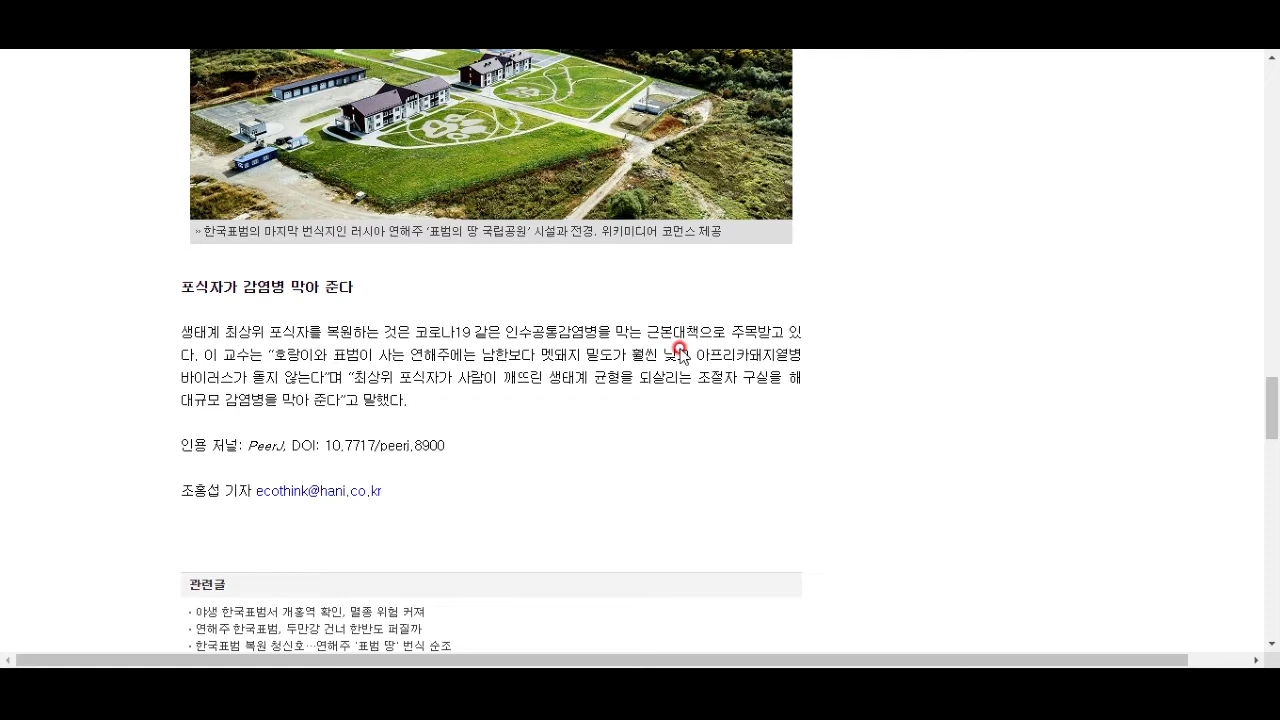 » 한국표범의 마지막 번식지인 러시아 연해주 ‘표범의 땅 국립공원’ 시설과 전경. 위키미디어 코먼스 제공
포식자가 감염병 막아 준다
생태계 최상위 포식자를 복원하는 것은 코로나19 같은 인수공통감염병을 막는 근본대책으로 주목받고 있
다. 이 교수는 “호랑이와 표범이 사는 연해주에는 남한보다 멧돼지 밀도가 훨씬 아프리카돼지열병
바이러스가 돌지 않는다”며 “최상위 포식자가 사람이 깨뜨린 생태계 균형을 되살리는 조절자 구실을 해
대규모 감염병을 막아 준다”고 말했다.
인용 저널: PeerJ, DOI: 10.7717/peerj.8900
조홍섭 기자 ecothink@hani.co.kr
관련글
· 야생 한국표범서 개홍역 확인, 멸종 위험 커져
· 연해주 한국표범, 두만강 건너 한반도 퍼질까
· 한국표범 복원 청신호…연해주 '표범 땅' 번식 순조